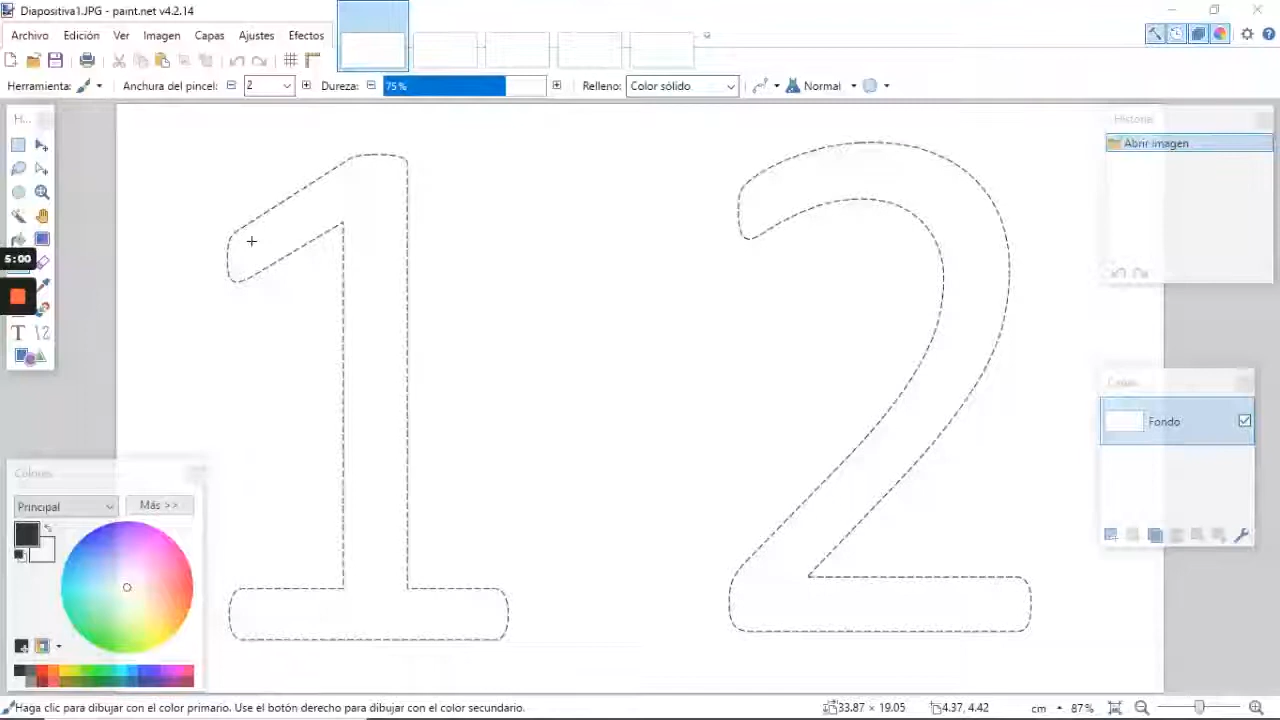 Diapositiva1.JPG - paint.net v4.2.14
Archivo Edición Ver Imagen Capas Ajustes Efectos
Herramienta: Anchura del pincel: 2 Dureza: 75% Relleno: Color sólido Normal
H...
Historial
Abrir imagen
5:00
1 2
T
Capas
Fondo
Colores
Principal Más >>
Haga clic para dibujar con el color primario. Use el botón derecho para dibujar con el color secundario. 33.87 × 19.05 4.37, 4.42 cm 87%